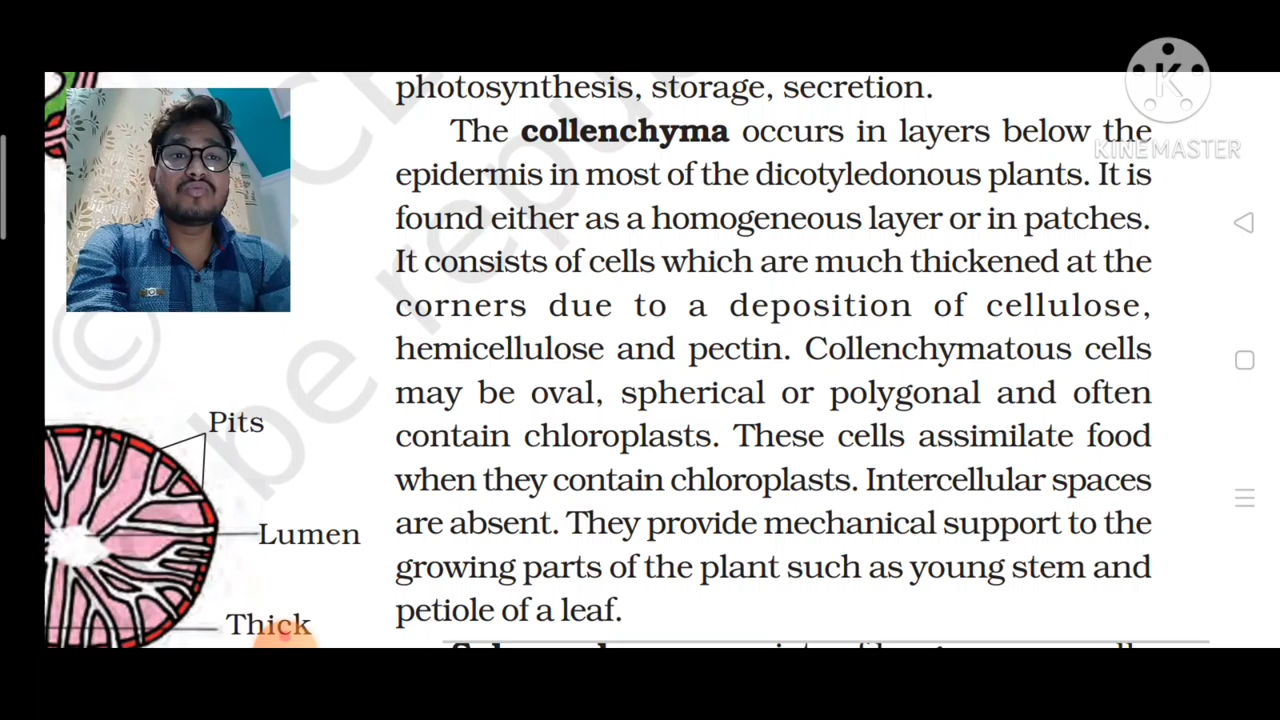 photosynthesis, storage, secretion.
The collenchyma occurs in layers below the
epidermis in most of the dicotyledonous plants. It is
found either as a homogeneous layer or in patches.
It consists of cells which are much thickened at the
corners due to a deposition of cellulose,
hemicellulose and pectin. Collenchymatous cells
may be oval, spherical or polygonal and often
contain chloroplasts. These cells assimilate food
when they contain chloroplasts. Intercellular spaces
are absent. They provide mechanical support to the
growing parts of the plant such as young stem and
petiole of a leaf.
Pits
Lumen
Thick
K
KINEMASTER
be repu